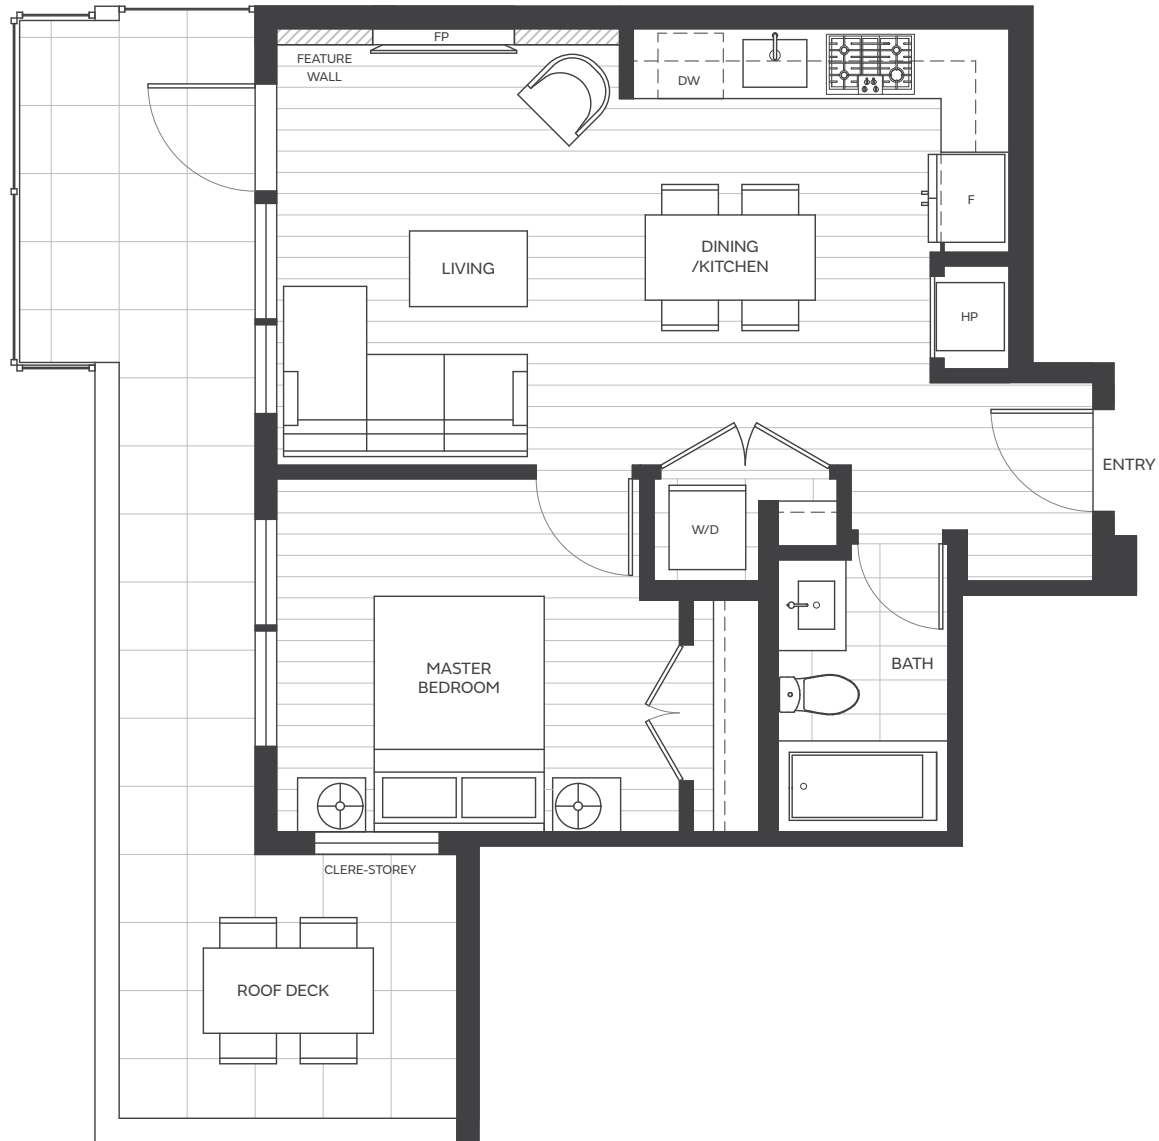 FP
FEATURE
WALL
DW
F
DINING
/KITCHEN
LIVING
HP
ENTRY
W/D
BATH
MASTER
BEDROOM
CLERE-STOREY
ROOF DECK